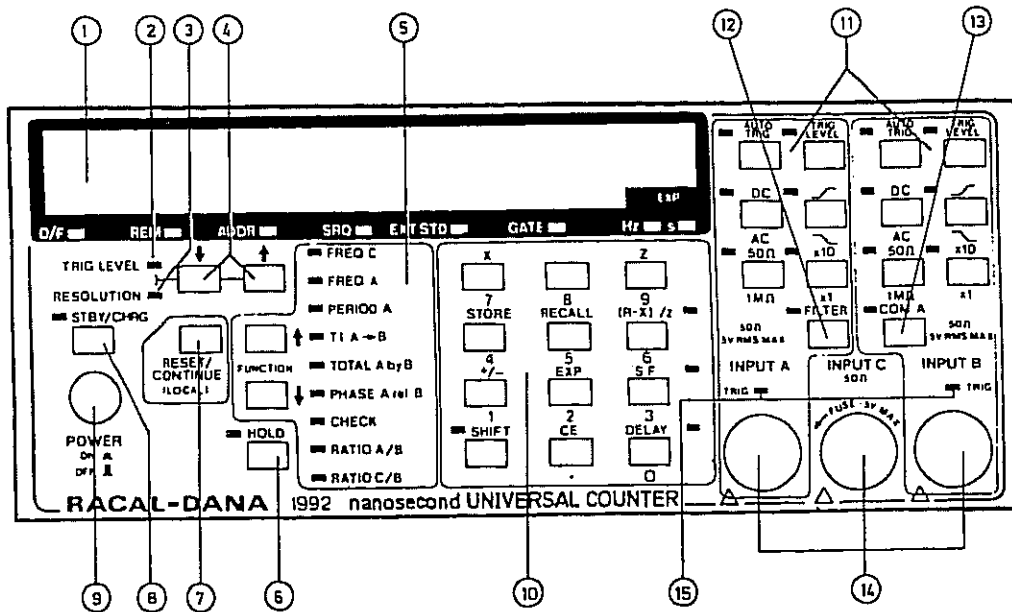 1 2 3 4 5 12 11 13
AUTO TRIG TRIG LEVEL AUTO TRIG TRIG LEVEL
EXP
O/F REM ADDR SRQ EXT STD GATE Hz s
DC DC
TRIG LEVEL
RESOLUTION
STBY/CHRG
RESET/
CONTINUE
(LOCAL)
FUNCTION
HOLD
POWER
ON
OFF
FREQ C
FREQ A
PERIOD A
T I A→B
TOTAL A by B
PHASE A rel B
CHECK
RATIO A/B
RATIO C/B
X Z
7 8 9
STORE RECALL (R-X)/Z
4 5 6
+/- EXP SF
1 2 3
SHIFT CE DELAY
. 0
AC AC
50Ω x10 50Ω x10
1MΩ x1 1MΩ x1
FILTER COM A
50Ω 50Ω
5V RMS MAX 5V RMS MAX
INPUT A INPUT C INPUT B
50Ω
TRIG TRIG
FUSE - 5V MAX
RACAL-DANA 1992 nanosecond UNIVERSAL COUNTER
9 8 7 6 10 15 14